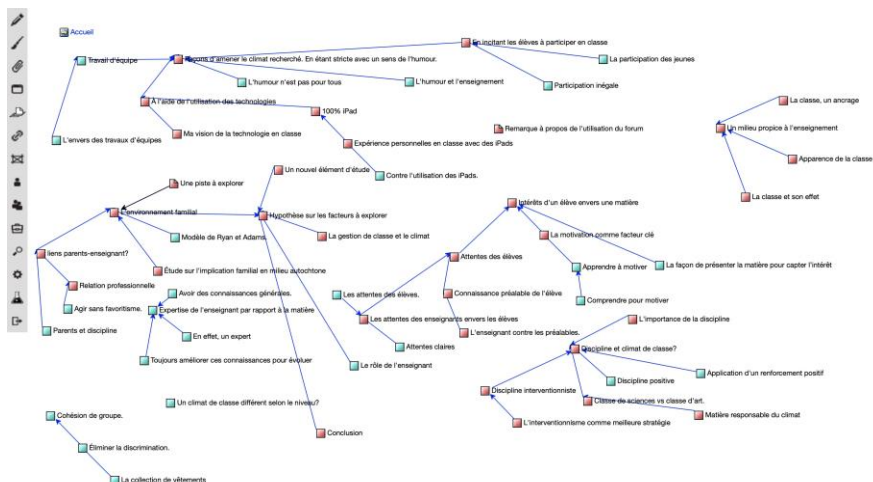 Accueil
En incitant les élèves à participer en classe
Travail d'équipe
Façons d'amener le climat recherché. En étant stricte avec un sens de l'humour.
La participation des jeunes
L'humour n'est pas pour tous
L'humour et l'enseignement
Participation inégale
À l'aide de l'utilisation des technologies
La classe, un ancrage
100% iPad
L'envers des travaux d'équipes
Ma vision de la technologie en classe
Remarque à propos de l'utilisation du forum
Un milieu propice à l'enseignement
Expérience personnelles en classe avec des iPads
Apparence de la classe
Un nouvel élément d'étude
Contre l'utilisation des iPads.
Une piste à explorer
La classe et son effet
L'environnement familial
Hypothèse sur les facteurs à explorer
Intérêts d'un élève envers une matière
Modèle de Ryan et Adams.
La gestion de classe et le climat
La motivation comme facteur clé
liens parents-enseignant?
Attentes des élèves
Étude sur l'implication familial en milieu autochtone
Apprendre à motiver
La façon de présenter la matière pour capter l'intérêt
Relation professionnelle
Avoir des connaissances générales.
Les attentes des élèves.
Connaissance préalable de l'élève
Comprendre pour motiver
Agir sans favoritisme.
Expertise de l'enseignant par rapport à la matière
Les attentes des enseignants envers les élèves
L'importance de la discipline
Parents et discipline
En effet, un expert
L'enseignant contre les préalables.
Attentes claires
Discipline et climat de classe?
Toujours améliorer ces connaissances pour évoluer
Le rôle de l'enseignant
Application d'un renforcement positif
Discipline positive
Discipline interventionniste
Un climat de classe différent selon le niveau?
Classe de sciences vs classe d'art.
Cohésion de groupe.
Matière responsable du climat
L'interventionnisme comme meilleure stratégie
Conclusion
Éliminer la discrimination.
La collection de vêtements